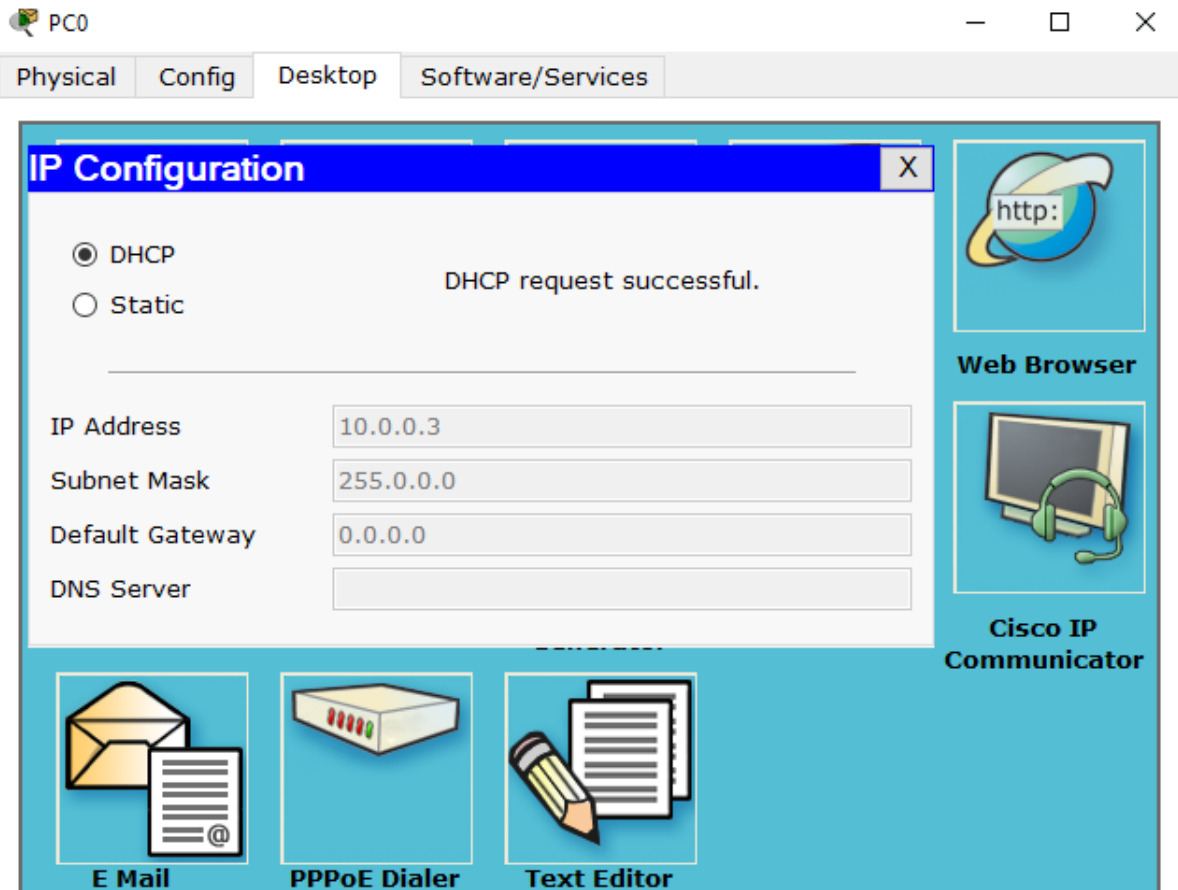 PC0
Physical
Config
Desktop
Software/Services
IP Configuration
X
DHCP
Static
DHCP request successful.
http:
Web Browser
IP Address
10.0.0.3
Subnet Mask
255.0.0.0
Default Gateway
0.0.0.0
DNS Server
Cisco IP
Communicator
@
E Mail
PPPoE Dialer
Text Editor